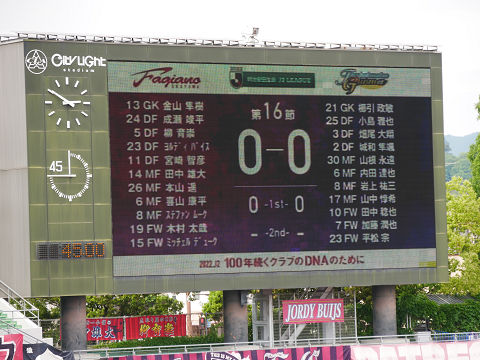 CITY LIGHT
stadium
Fagiano
OKAYAMA
明治安田生命 J2 LEAGUE
第16節
13 GK 金山 隼樹
24 DF 成瀬 竣平
5 DF 柳 育崇
23 DF ヨルディ バイス
11 DF 宮崎 智彦
14 MF 田中 雄大
26 MF 本山 遥
6 MF 喜山 康平
8 MF ステファン ムーク
19 FW 木村 太哉
15 FW ミッチェル デューク
0-0
0 -1st- 0
-2nd-
21 GK 櫛引 政敏
25 DF 小島 雅也
3 DF 畑尾 大翔
2 DF 城和 隼颯
30 MF 山根 永遠
6 MF 内田 達也
8 MF 岩上 祐三
17 MF 山中 惇希
10 FW 田中 稔也
7 FW 加藤 潤也
23 FW 平松 宗
2022.J2 100年続くクラブのDNAのために
45
45:00
JORDY BUIJS